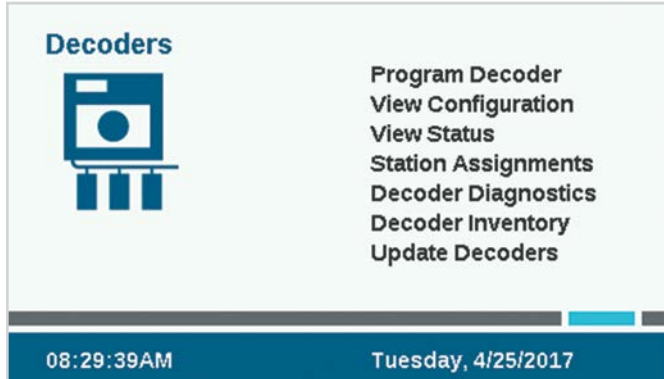 Decoders
Program Decoder
View Configuration
View Status
Station Assignments
Decoder Diagnostics
Decoder Inventory
Update Decoders
08:29:39AM Tuesday, 4/25/2017